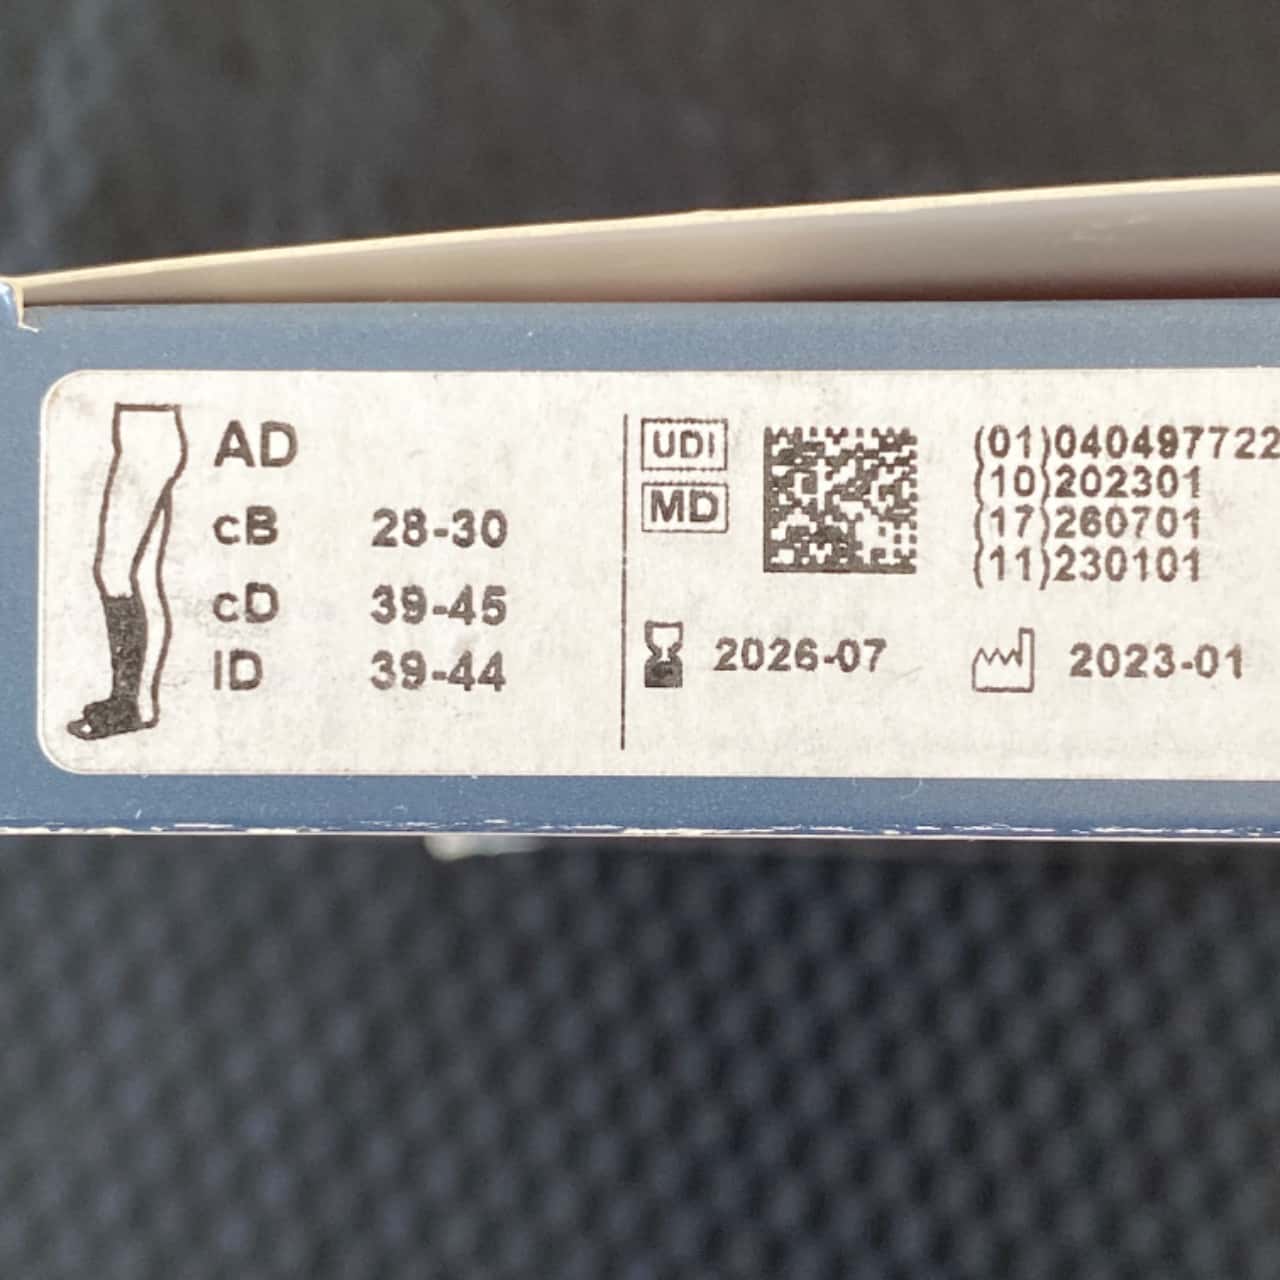 AD
cB 28-30
cD 39-45
ID 39-44
UDI
MD
(01)040497722
(10)202301
(17)260701
(11)230101
2026-07
2023-01